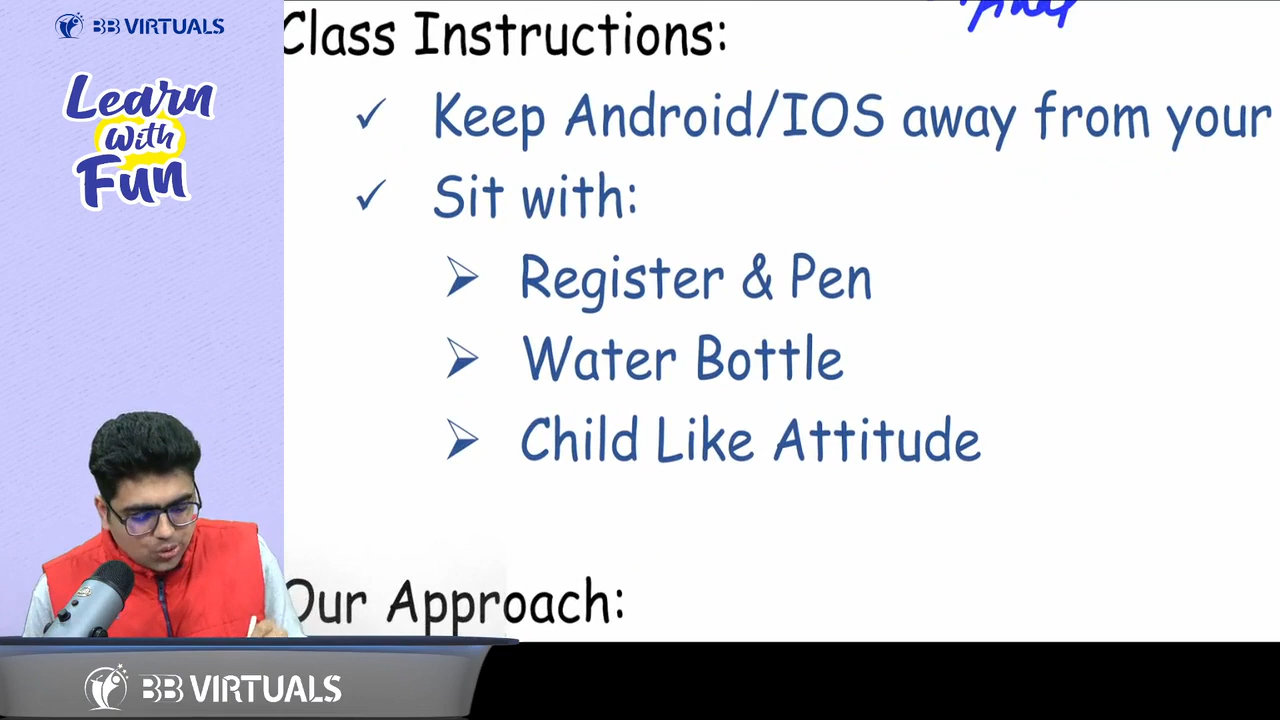 BB VIRTUALS
Learn
With
Fun
Class Instructions:
✓ Keep Android/IOS away from your
✓ Sit with:
➢ Register & Pen
➢ Water Bottle
➢ Child Like Attitude
Our Approach:
BB VIRTUALS